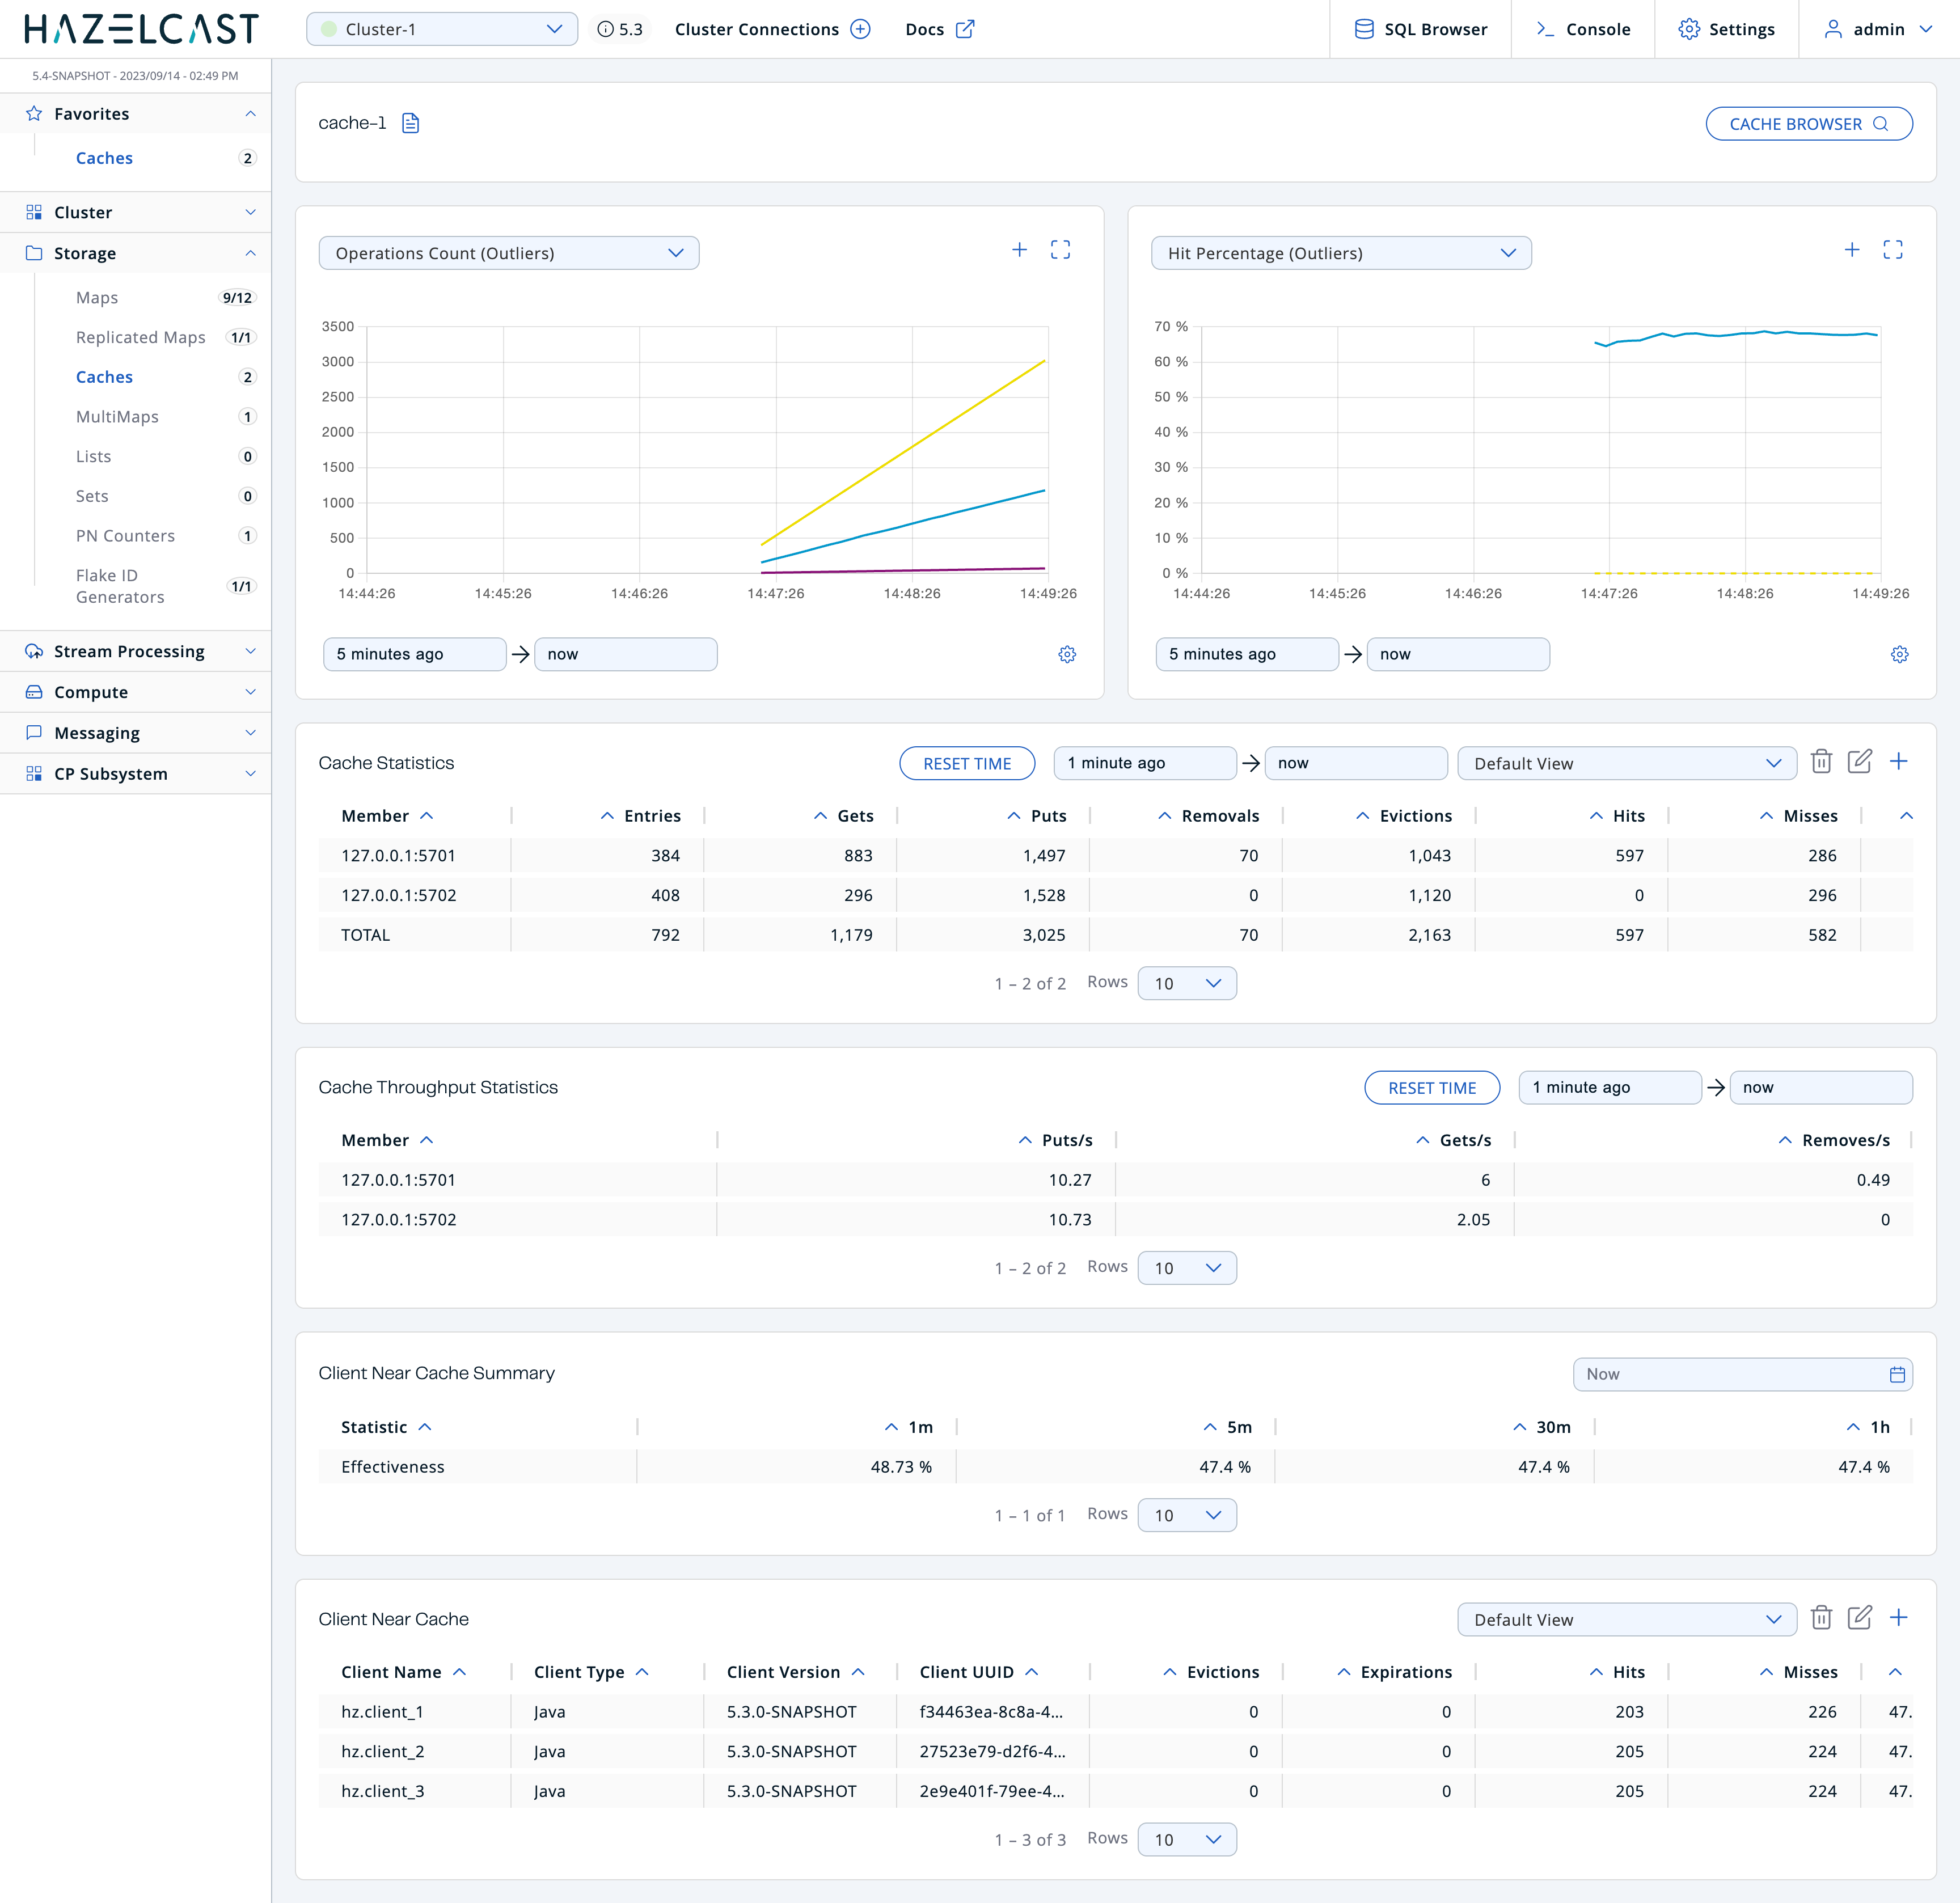 HAZELCAST
Cluster-1
5.3
Cluster Connections
Docs
SQL Browser
Console
Settings
admin
5.4-SNAPSHOT - 2023/09/14 - 02:49 PM
Favorites
Caches 2
Cluster
Storage
Maps 9/12
Replicated Maps 1/1
Caches 2
MultiMaps 1
Lists 0
Sets 0
PN Counters 1
Flake ID
Generators 1/1
Stream Processing
Compute
Messaging
CP Subsystem
cache-1
CACHE BROWSER
Operations Count (Outliers)
3500
3000
2500
2000
1500
1000
500
0
14:44:26 14:45:26 14:46:26 14:47:26 14:48:26 14:49:26
5 minutes ago now
Hit Percentage (Outliers)
70 %
60 %
50 %
40 %
30 %
20 %
10 %
0 %
14:44:26 14:45:26 14:46:26 14:47:26 14:48:26 14:49:26
5 minutes ago now
Cache Statistics RESET TIME 1 minute ago now Default View
Member Entries Gets Puts Removals Evictions Hits Misses
127.0.0.1:5701 384 883 1,497 70 1,043 597 286
127.0.0.1:5702 408 296 1,528 0 1,120 0 296
TOTAL 792 1,179 3,025 70 2,163 597 582
1 – 2 of 2 Rows 10
Cache Throughput Statistics RESET TIME 1 minute ago now
Member Puts/s Gets/s Removes/s
127.0.0.1:5701 10.27 6 0.49
127.0.0.1:5702 10.73 2.05 0
1 – 2 of 2 Rows 10
Client Near Cache Summary Now
Statistic 1m 5m 30m 1h
Effectiveness 48.73 % 47.4 % 47.4 % 47.4 %
1 – 1 of 1 Rows 10
Client Near Cache Default View
Client Name Client Type Client Version Client UUID Evictions Expirations Hits Misses
hz.client_1 Java 5.3.0-SNAPSHOT f34463ea-8c8a-4... 0 0 203 226 47.
hz.client_2 Java 5.3.0-SNAPSHOT 27523e79-d2f6-4... 0 0 205 224 47.
hz.client_3 Java 5.3.0-SNAPSHOT 2e9e401f-79ee-4... 0 0 205 224 47.
1 – 3 of 3 Rows 10